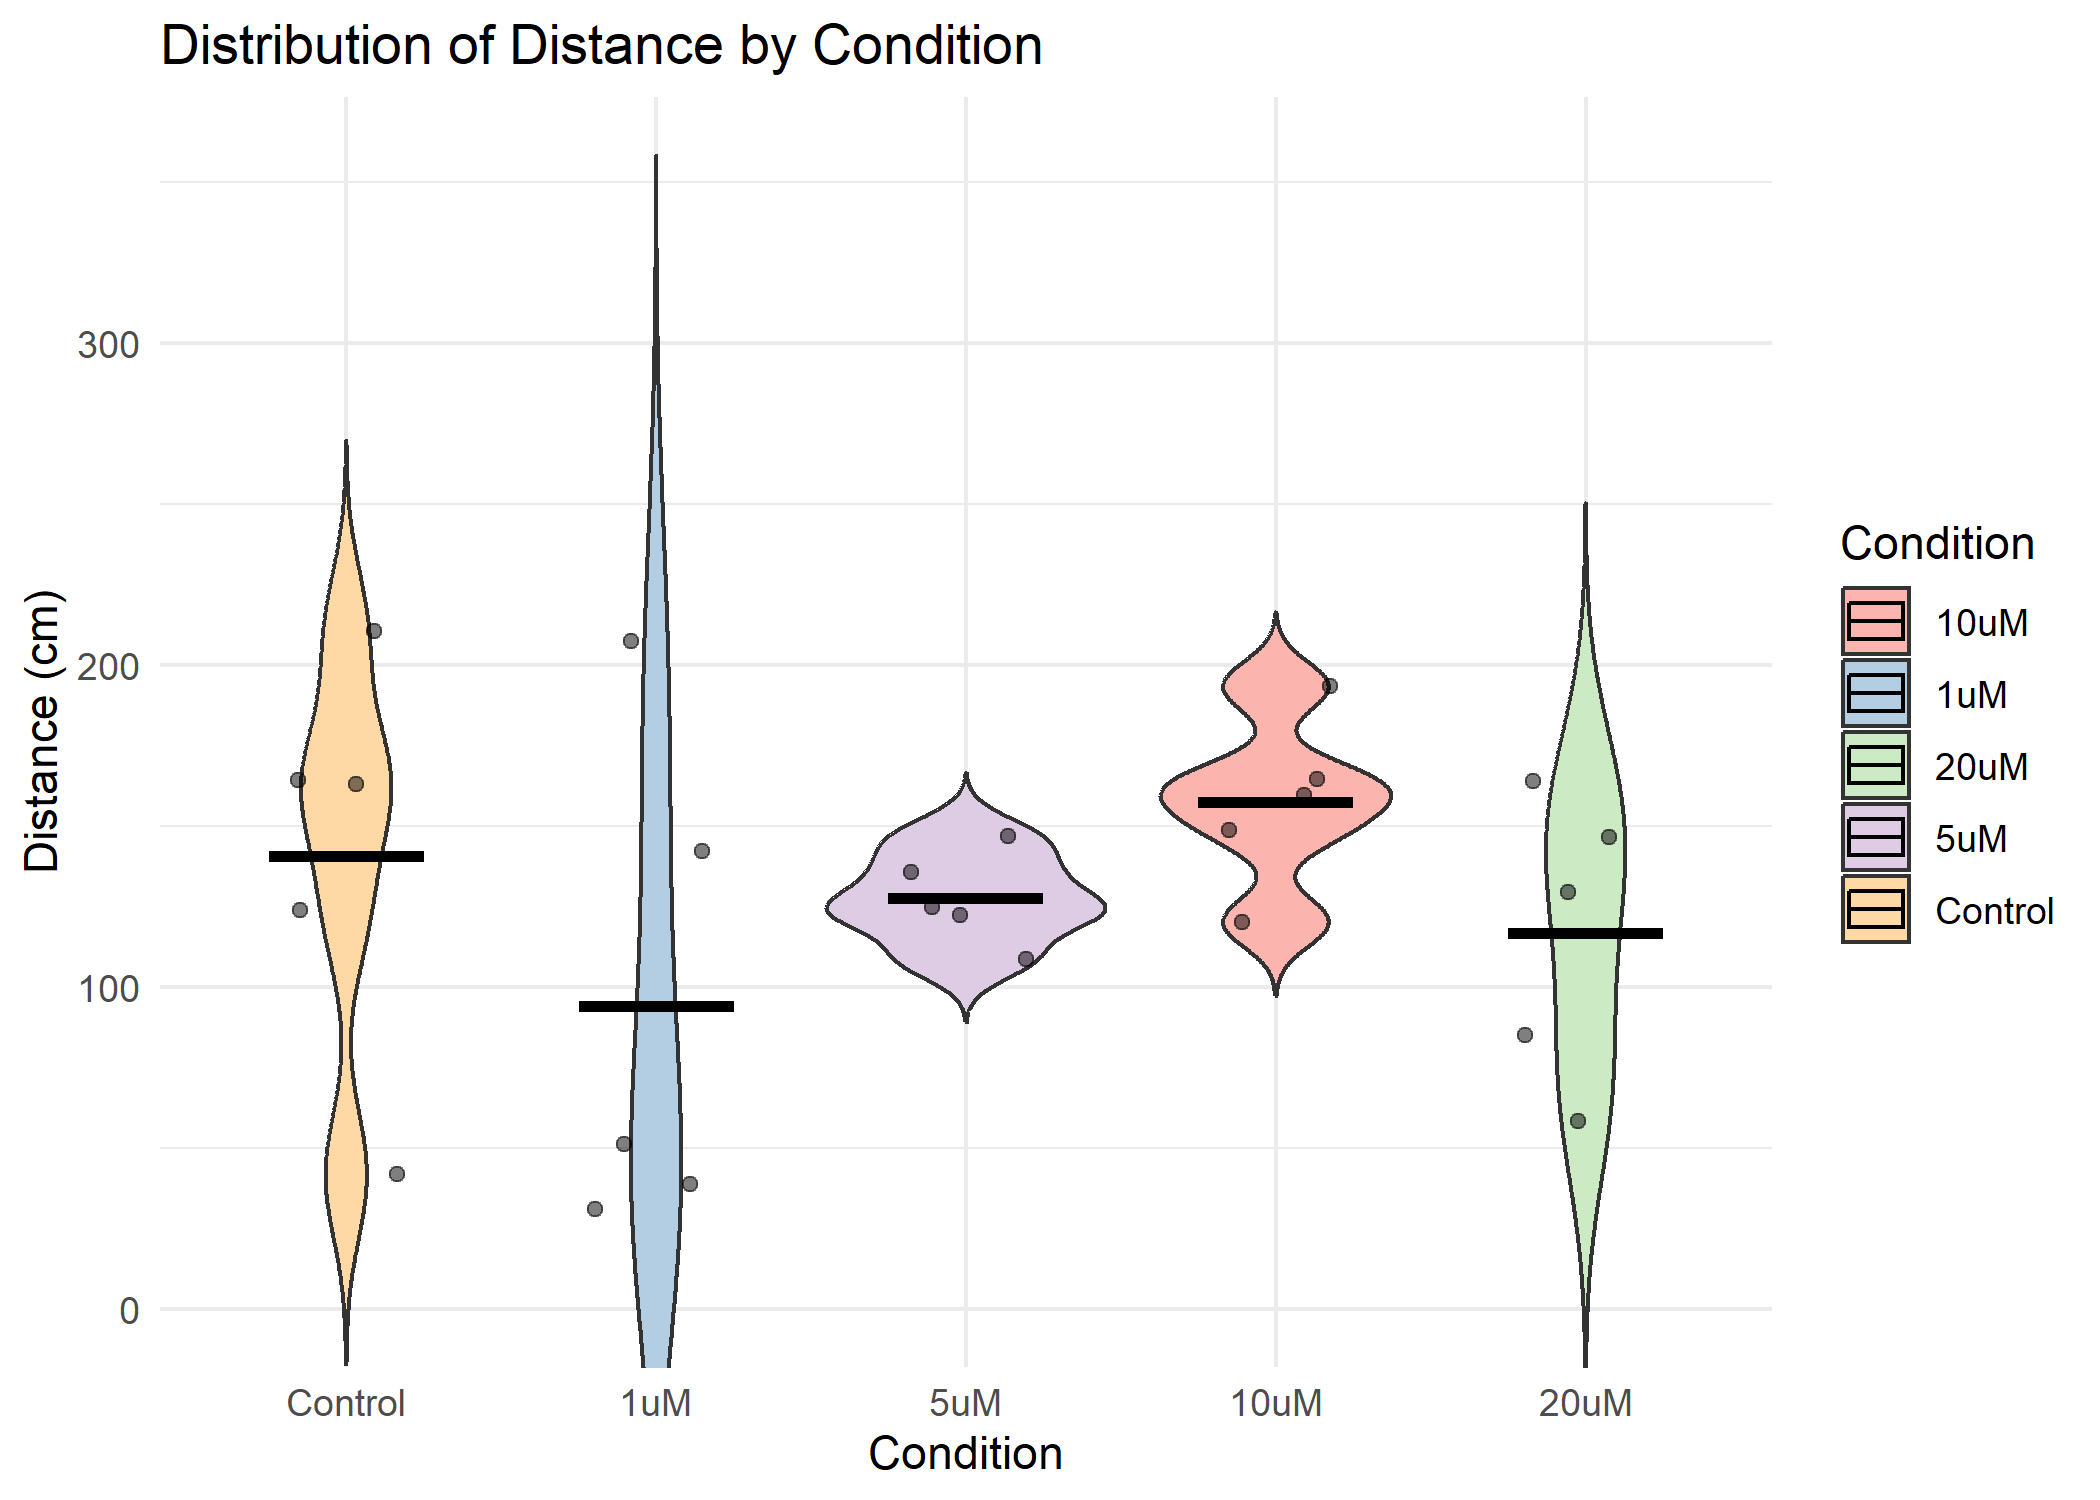 Distribution of Distance by Condition
Distance (cm)
300
200
100
0
Control
1uM
5uM
10uM
20uM
Condition
Condition
10uM
1uM
20uM
5uM
Control